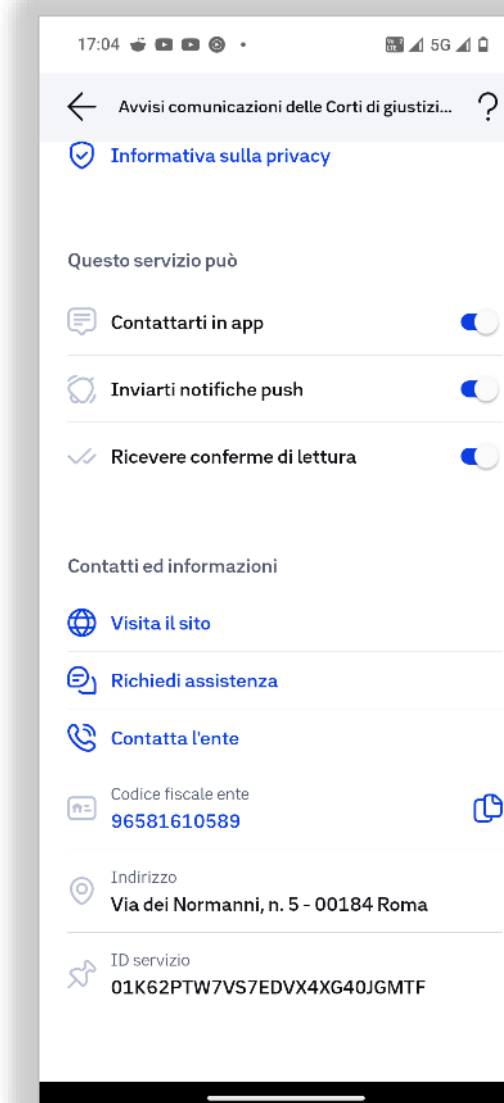 17:04
5G
Avvisi comunicazioni delle Corti di giustizi... ?
Informativa sulla privacy
Questo servizio può
Contattarti in app
Inviarti notifiche push
Ricevere conferme di lettura
Contatti ed informazioni
Visita il sito
Richiedi assistenza
Contatta l'ente
Codice fiscale ente
96581610589
Indirizzo
Via dei Normanni, n. 5 - 00184 Roma
ID servizio
01K62PTW7VS7EDVX4XG40JGMTF